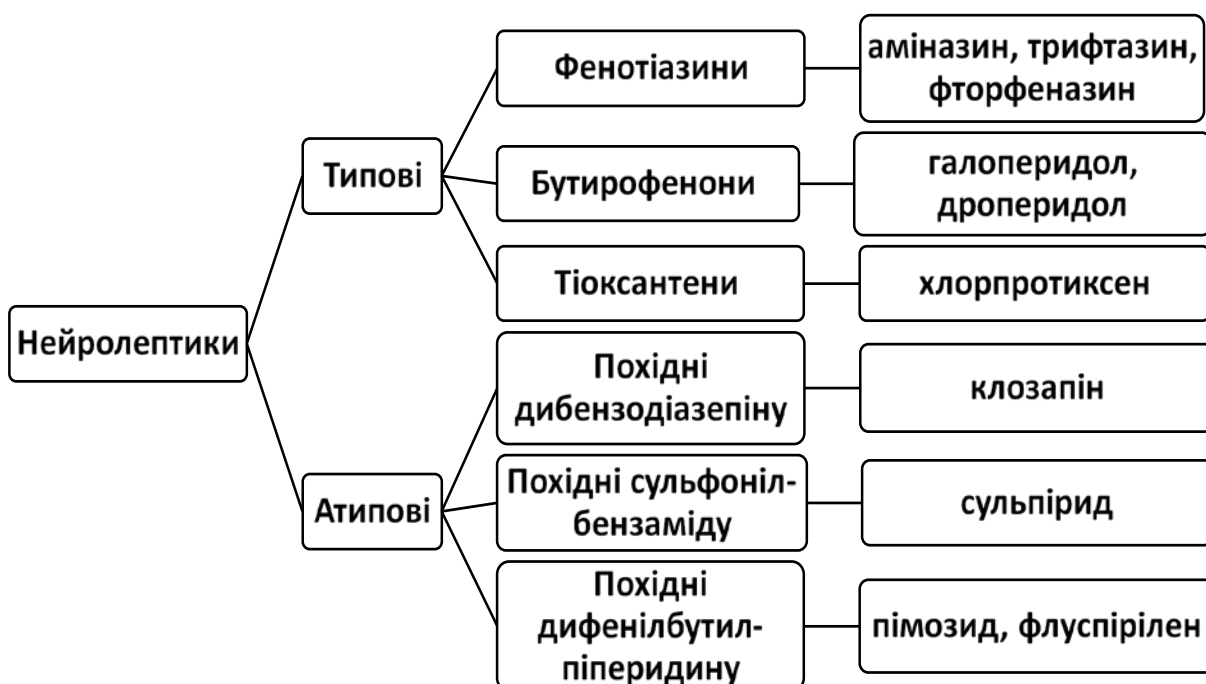 Нейролептики
Типові
Фенотіазини
аміназин, трифтазин,
фторфеназин
Бутирофенони
галоперидол,
дроперидол
Тіоксантени
хлорпротиксен
Атипові
Похідні
дибензодіазепіну
клозапін
Похідні сульфоніл-
бензаміду
сульпірид
Похідні
дифенілбутил-
піперидину
пімозид, флуспірілен